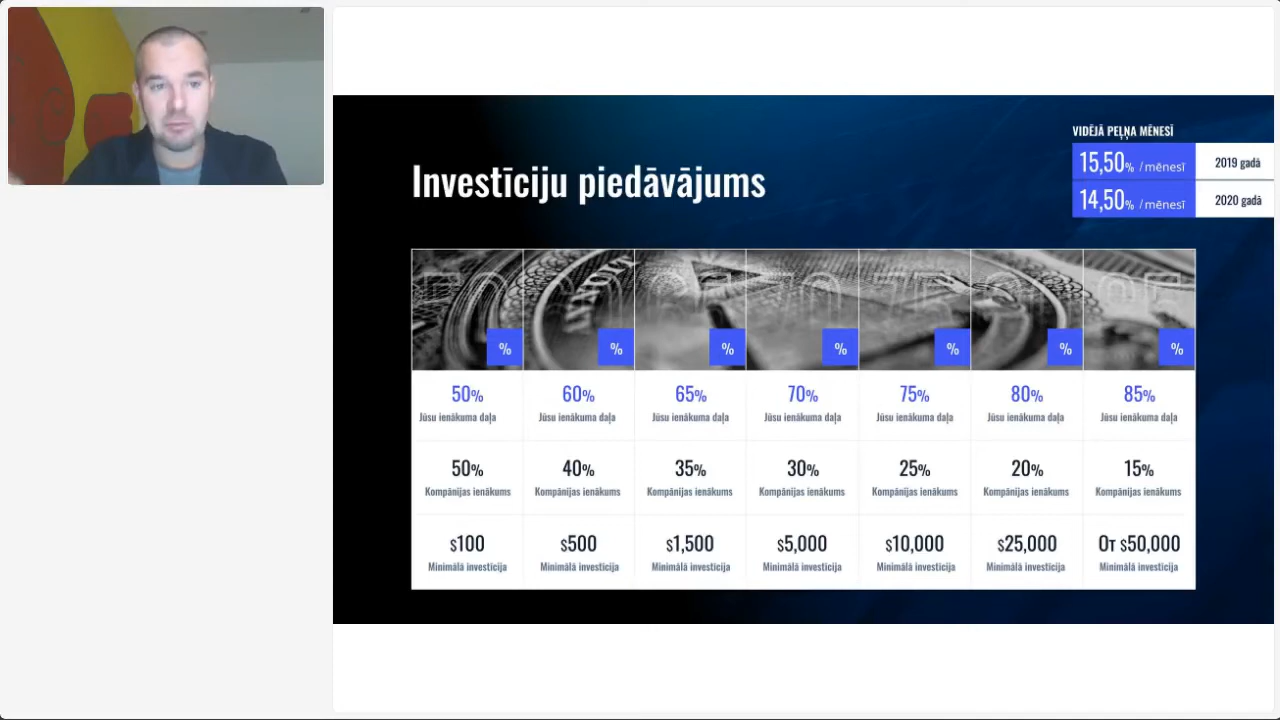 VIDĒJĀ PEĻŅA MĒNESĪ
15,50% /mēnesī 2019 gadā
14,50% /mēnesī 2020 gadā
Investīciju piedāvājums
% % % % % % %
50% 60% 65% 70% 75% 80% 85%
Jūsu ienākuma daļa Jūsu ienākuma daļa Jūsu ienākuma daļa Jūsu ienākuma daļa Jūsu ienākuma daļa Jūsu ienākuma daļa Jūsu ienākuma daļa
50% 40% 35% 30% 25% 20% 15%
Kompānijas ienākums Kompānijas ienākums Kompānijas ienākums Kompānijas ienākums Kompānijas ienākums Kompānijas ienākums Kompānijas ienākums
$100 $500 $1,500 $5,000 $10,000 $25,000 От $50,000
Minimālā investīcija Minimālā investīcija Minimālā investīcija Minimālā investīcija Minimālā investīcija Minimālā investīcija Minimālā investīcija